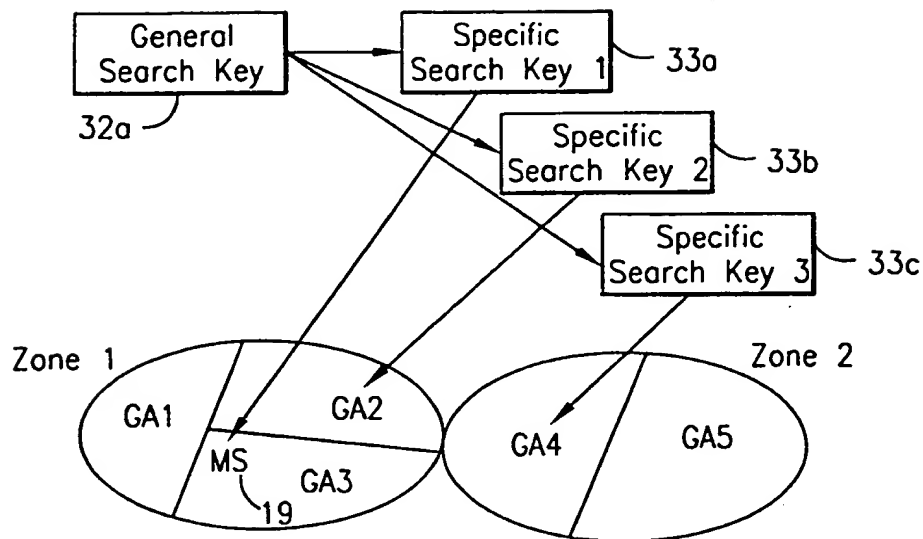 General
Search Key
32a
Specific
Search Key 1
33a
Specific
Search Key 2
33b
Specific
Search Key 3
33c
Zone 1
Zone 2
GA1
GA2
MS
19
GA3
GA4
GA5